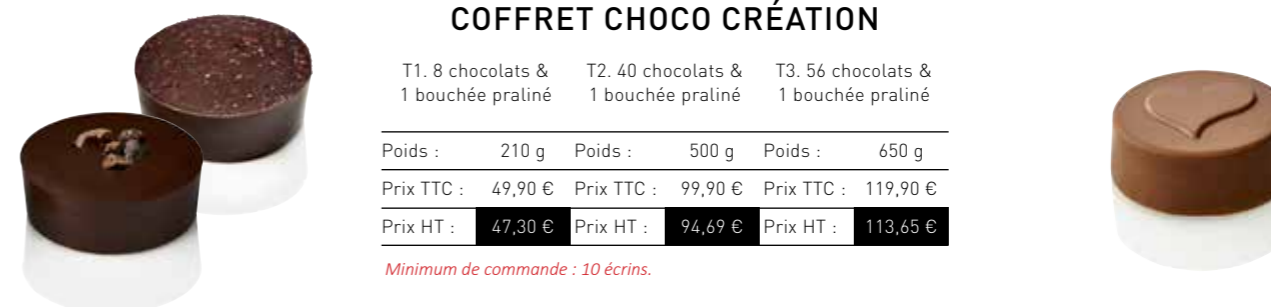 COFFRET CHOCO CRÉATION
T1. 8 chocolats &
1 bouchée praliné
T2. 40 chocolats &
1 bouchée praliné
T3. 56 chocolats &
1 bouchée praliné
Poids : 210 g Poids : 500 g Poids : 650 g
Prix TTC : 49,90 € Prix TTC : 99,90 € Prix TTC : 119,90 €
Prix HT : 47,30 € Prix HT : 94,69 € Prix HT : 113,65 €
Minimum de commande : 10 écrins.